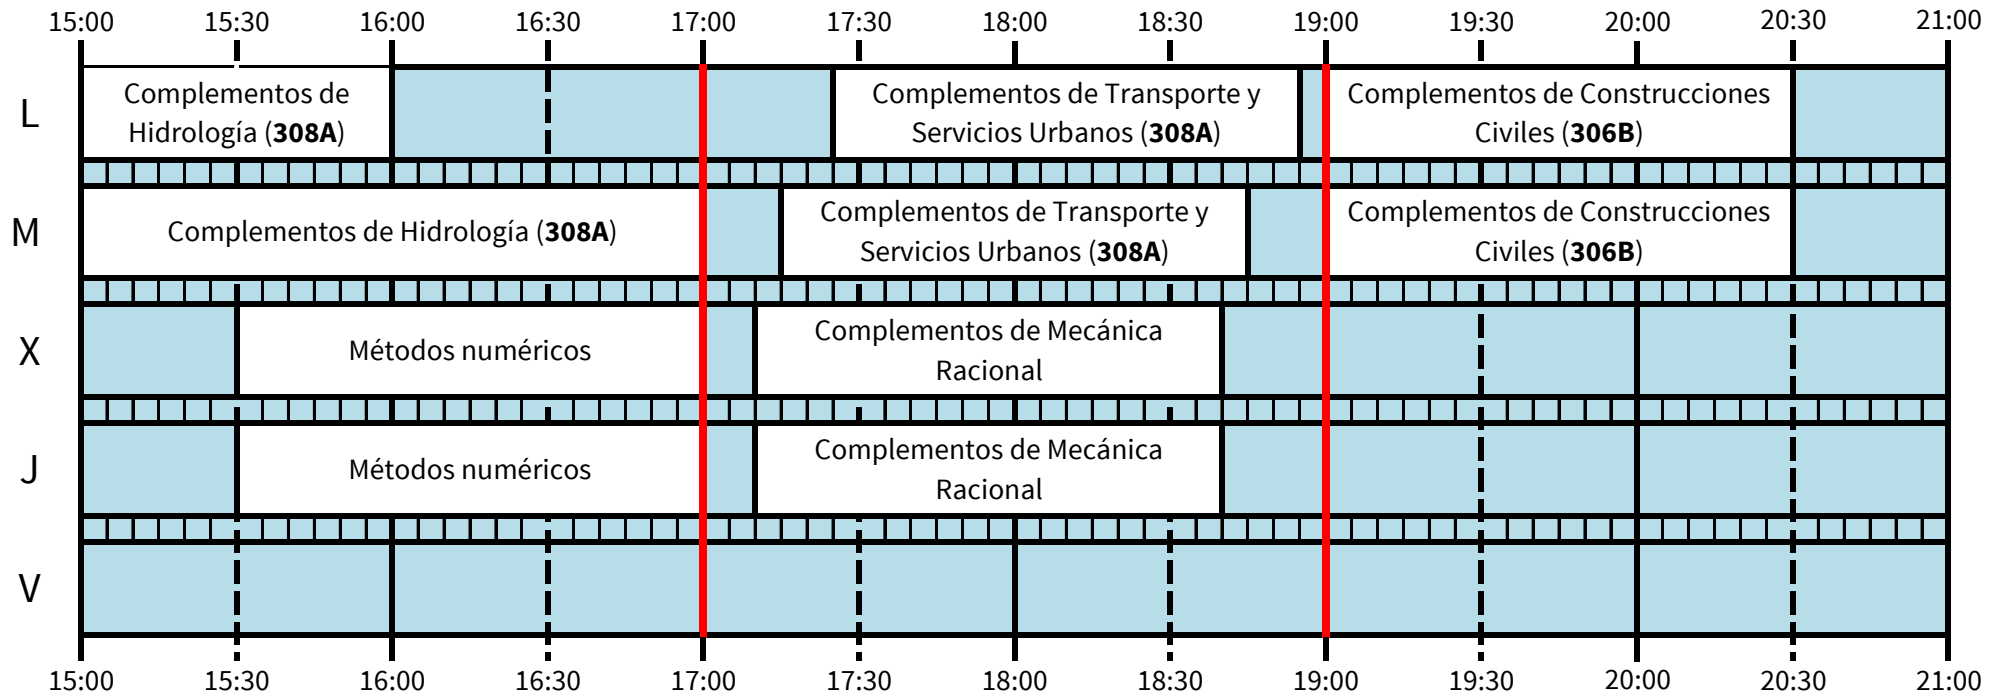 15:00 15:30 16:00 16:30 17:00 17:30 18:00 18:30 19:00 19:30 20:00 20:30 21:00
L
Complementos de
Hidrología (308A)
Complementos de Transporte y
Servicios Urbanos (308A)
Complementos de Construcciones
Civiles (306B)
M
Complementos de Hidrología (308A)
Complementos de Transporte y
Servicios Urbanos (308A)
Complementos de Construcciones
Civiles (306B)
X
Métodos numéricos
Complementos de Mecánica
Racional
J
Métodos numéricos
Complementos de Mecánica
Racional
V
15:00 15:30 16:00 16:30 17:00 17:30 18:00 18:30 19:00 19:30 20:00 20:30 21:00